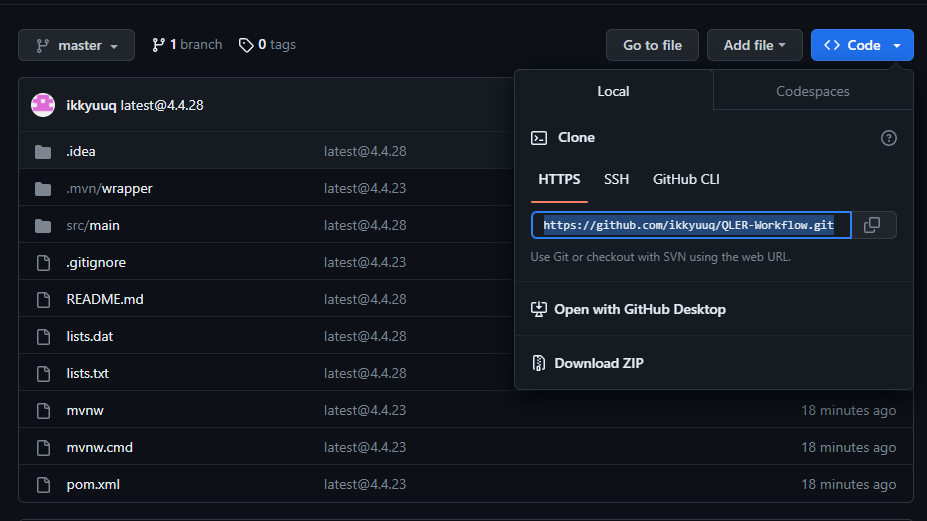 master 1 branch 0 tags Go to file Add file <> Code
Local Codespaces
ikkyuuq latest@4.4.28
Clone
.idea latest@4.4.28
HTTPS SSH GitHub CLI
.mvn/wrapper latest@4.4.23
https://github.com/ikkyuuq/QLER-Workflow.git
src/main latest@4.4.28
Use Git or checkout with SVN using the web URL.
.gitignore latest@4.4.23
README.md latest@4.4.28
Open with GitHub Desktop
lists.dat latest@4.4.28
Download ZIP
lists.txt latest@4.4.28
mvnw latest@4.4.23 18 minutes ago
mvnw.cmd latest@4.4.23 18 minutes ago
pom.xml latest@4.4.23 18 minutes ago